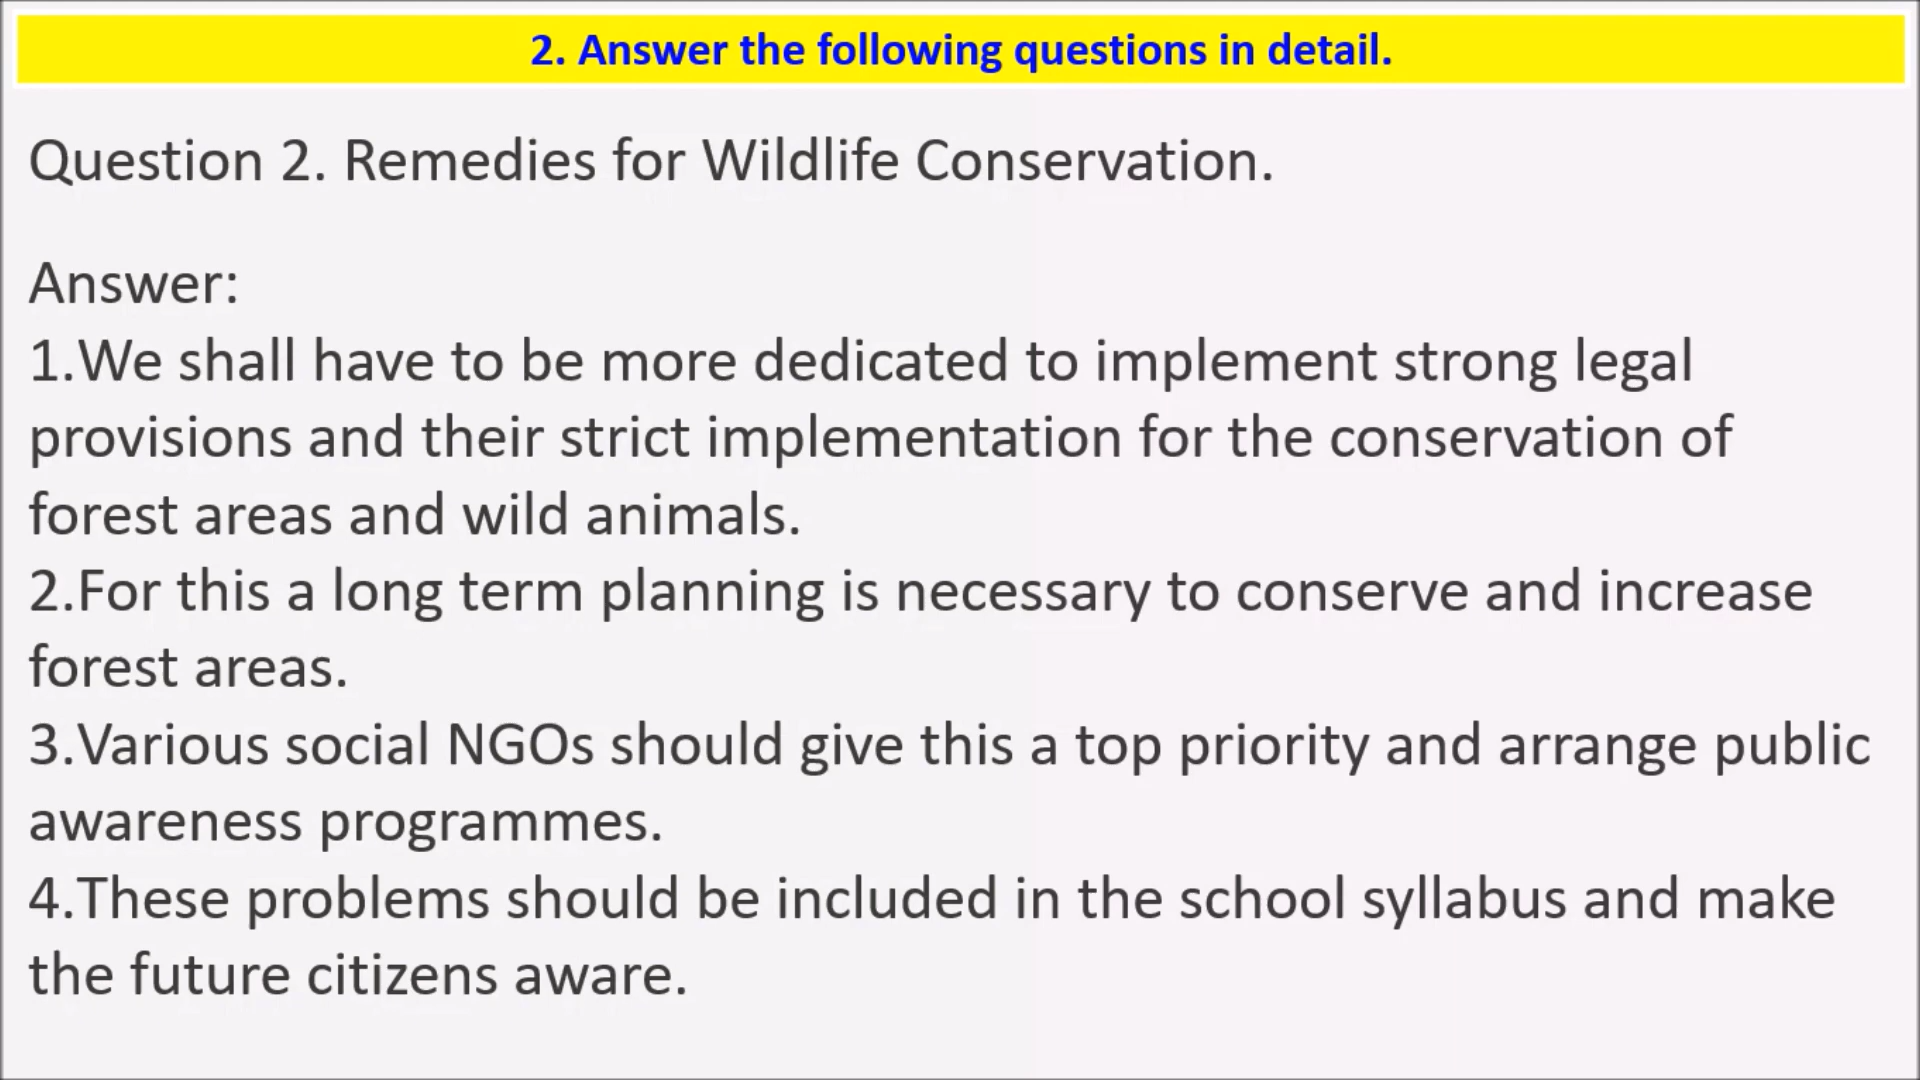 2. Answer the following questions in detail.
Question 2. Remedies for Wildlife Conservation.
Answer:
1.We shall have to be more dedicated to implement strong legal
provisions and their strict implementation for the conservation of
forest areas and wild animals.
2.For this a long term planning is necessary to conserve and increase
forest areas.
3.Various social NGOs should give this a top priority and arrange public
awareness programmes.
4.These problems should be included in the school syllabus and make
the future citizens aware.